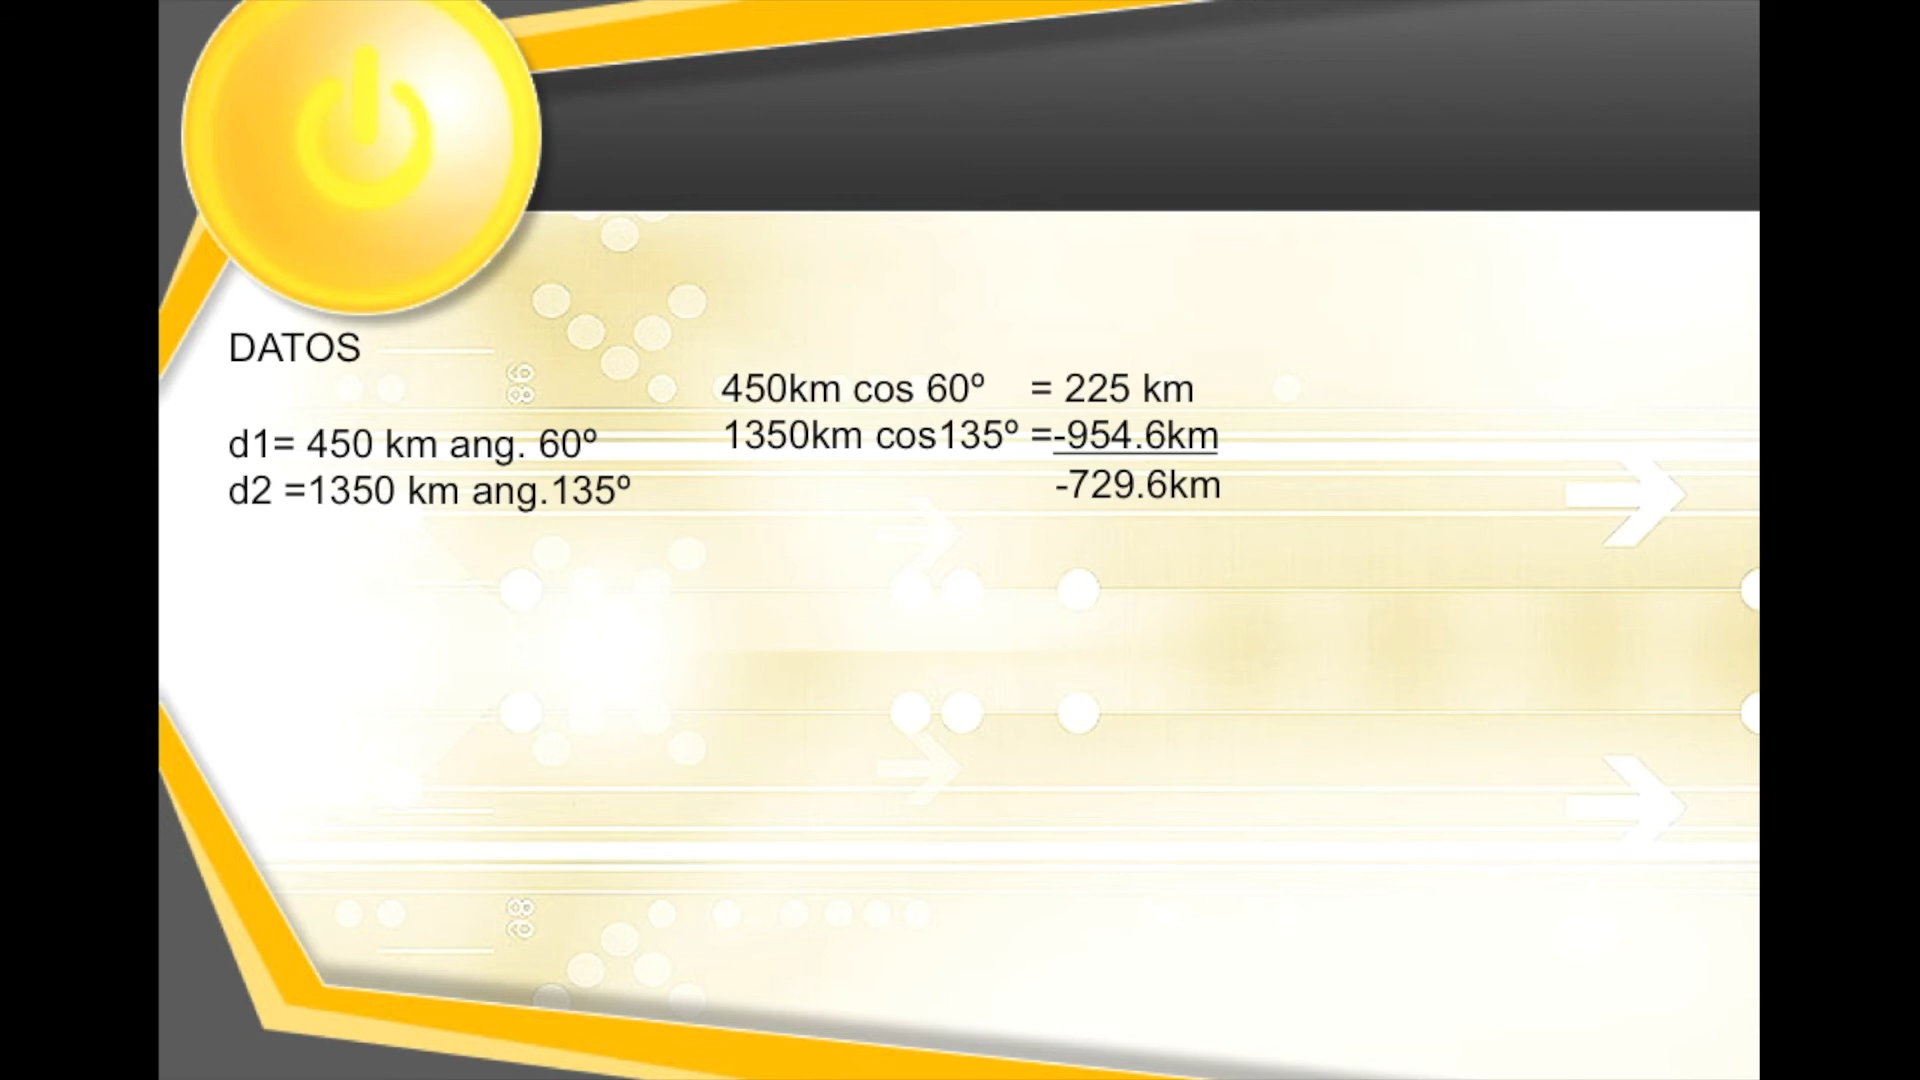 DATOS
d1= 450 km ang. 60º
d2 =1350 km ang.135º
450km cos 60º = 225 km
1350km cos135º =-954.6km
-729.6km